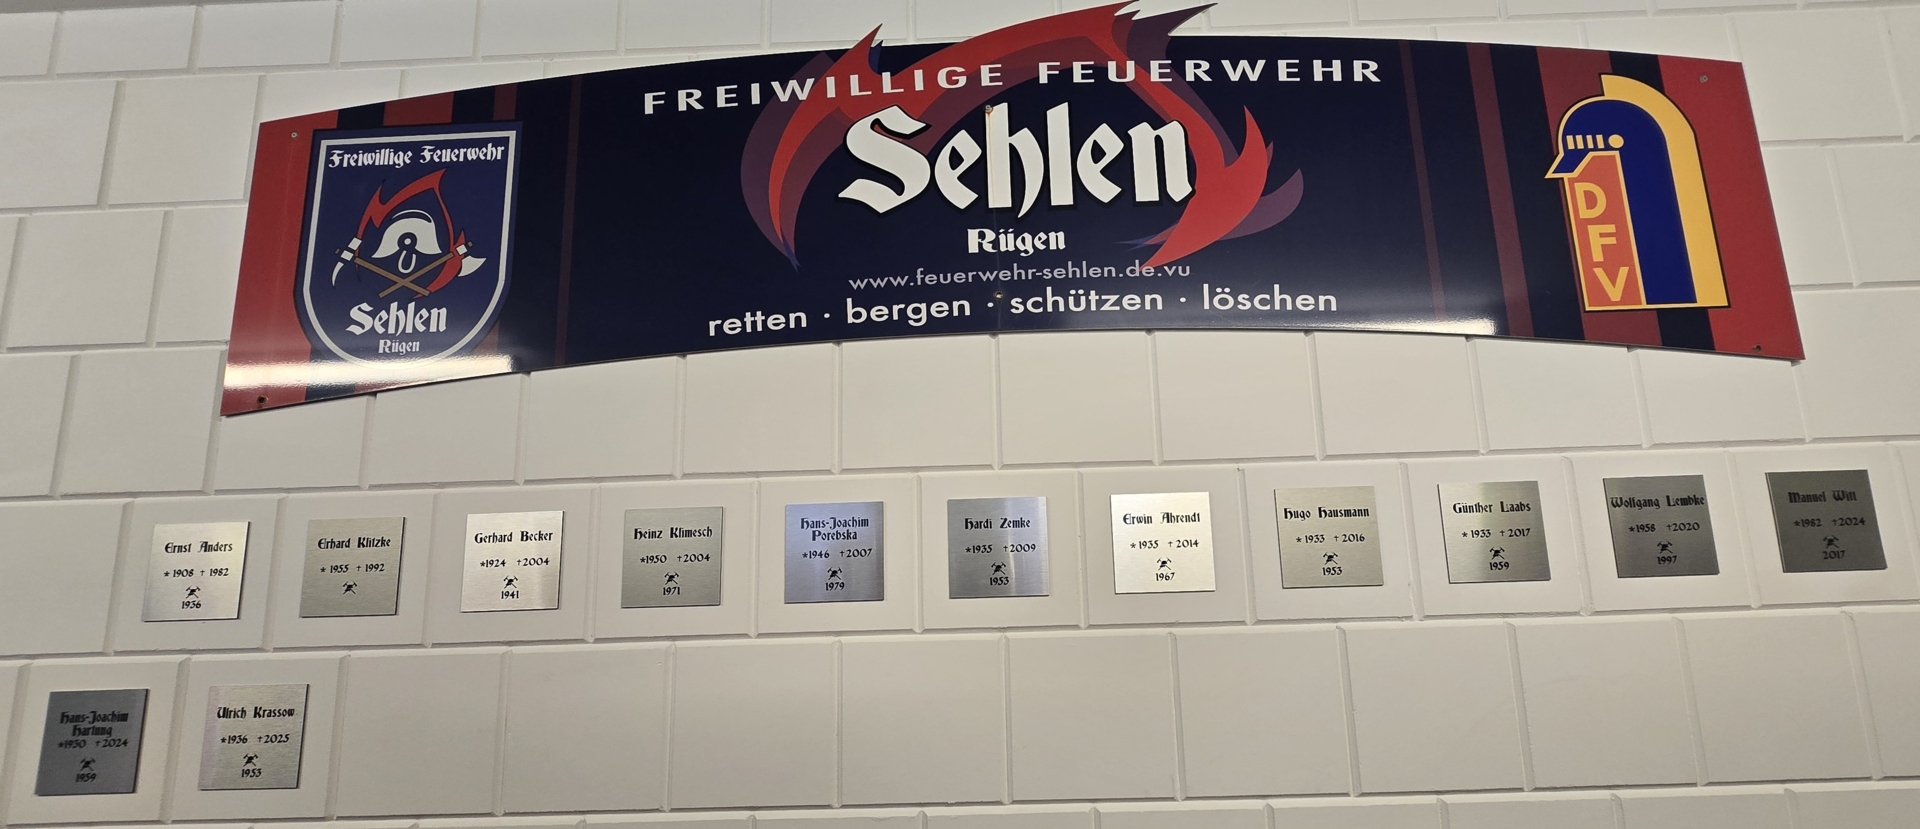 FREIWILLIGE FEUERWEHR
Sehlen
Rügen
www.feuerwehr-sehlen.de.vu
retten · bergen · schützen · löschen
Freiwillige Feuerwehr
Sehlen
Rügen
DFV
Ernst Anders
*1908 †1982
1936
Erhard Klitzke
*1955 †1992
Gerhard Becker
*1924 †2004
1941
Heinz Klimesch
*1950 †2004
1971
Hans-Joachim
Porebska
*1946 †2007
1979
Hardi Zemke
*1935 †2009
1953
Erwin Ahrendt
*1935 †2014
1967
Hugo Hausmann
*1933 †2016
1953
Günther Laabs
*1933 †2017
1959
Wolfgang Lembke
*1958 †2020
1997
Manuel Witt
*1982 †2024
2017
Hans-Joachim
Hartung
*1930 †2024
1959
Ulrich Krassow
*1936 †2025
1953